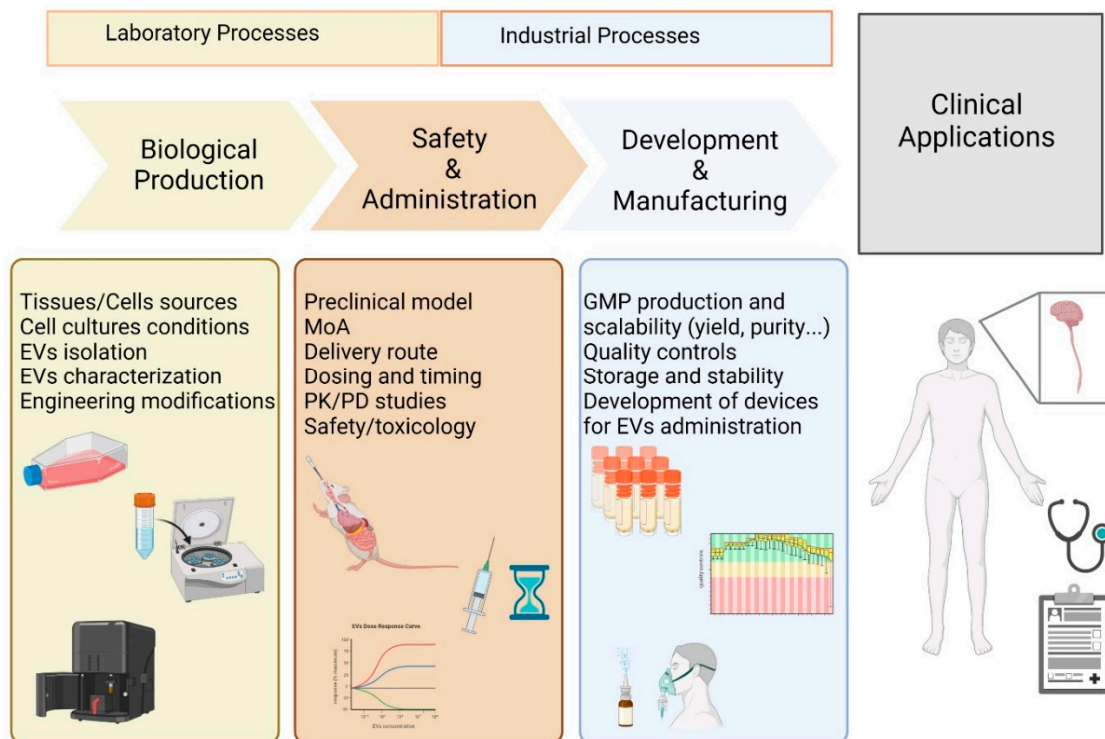 Laboratory Processes
Industrial Processes
Biological
Production
Safety
&
Administration
Development
&
Manufacturing
Clinical
Applications
Tissues/Cells sources
Cell cultures conditions
EVs isolation
EVs characterization
Engineering modifications
Preclinical model
MoA
Delivery route
Dosing and timing
PK/PD studies
Safety/toxicology
GMP production and
scalability (yield, purity...)
Quality controls
Storage and stability
Development of devices
for EVs administration
EVs Dose Response Curve
EVs concentration
quality controls